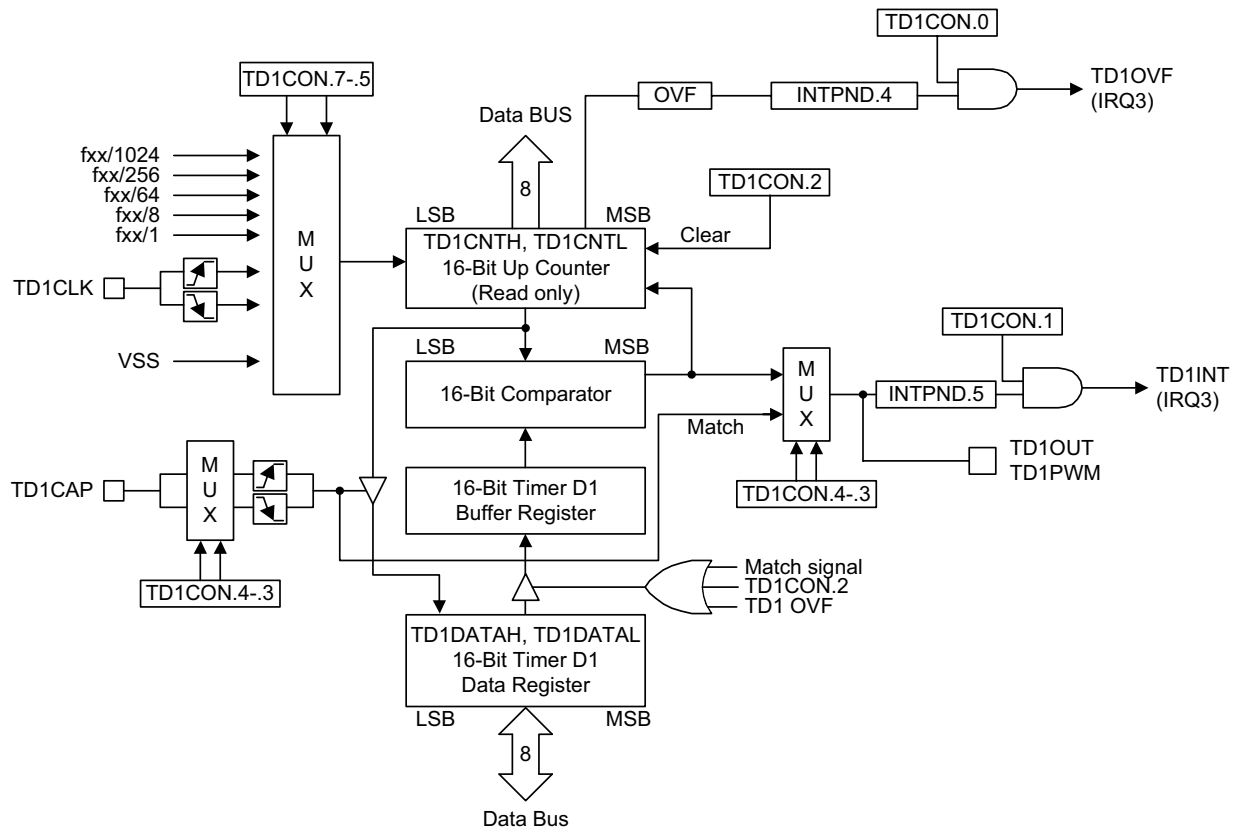 TD1CON.0
TD1OVF
(IRQ3)
OVF
INTPND.4
TD1CON.7-.5
Data BUS
8
fxx/1024
fxx/256
fxx/64
fxx/8
fxx/1
TD1CLK
VSS
M
U
X
TD1CON.2
Clear
LSB
MSB
TD1CNTH, TD1CNTL
16-Bit Up Counter
(Read only)
LSB
MSB
16-Bit Comparator
Match
M
U
X
TD1CON.4-.3
TD1CON.1
INTPND.5
TD1INT
(IRQ3)
TD1OUT
TD1PWM
TD1CAP
M
U
X
TD1CON.4-.3
16-Bit Timer D1
Buffer Register
Match signal
TD1CON.2
TD1 OVF
TD1DATAH, TD1DATAL
16-Bit Timer D1
Data Register
LSB
MSB
8
Data Bus